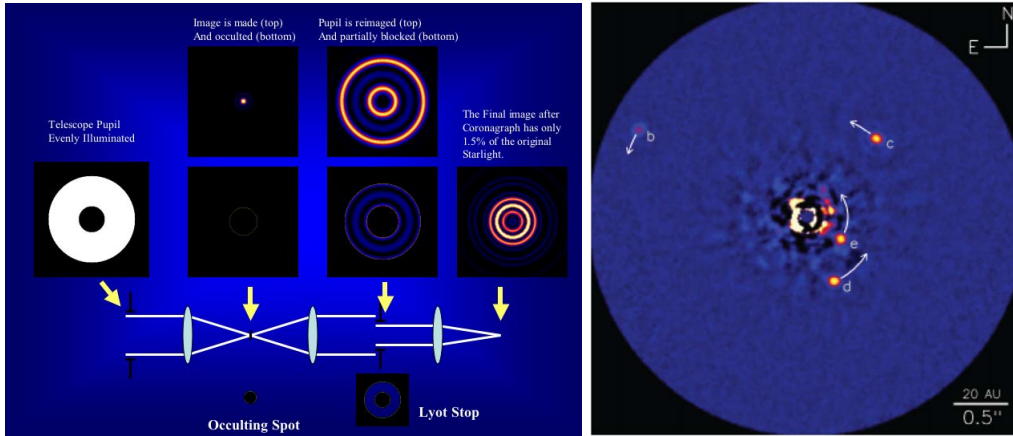 Image is made (top)
And occulted (bottom)
Pupil is reimaged (top)
And partially blocked (bottom)
Telescope Pupil
Evenly Illuminated
The Final image after
Coronagraph has only
1.5% of the original
Starlight.
Occulting Spot
Lyot Stop
N
E
b
c
e
d
20 AU
0.5"